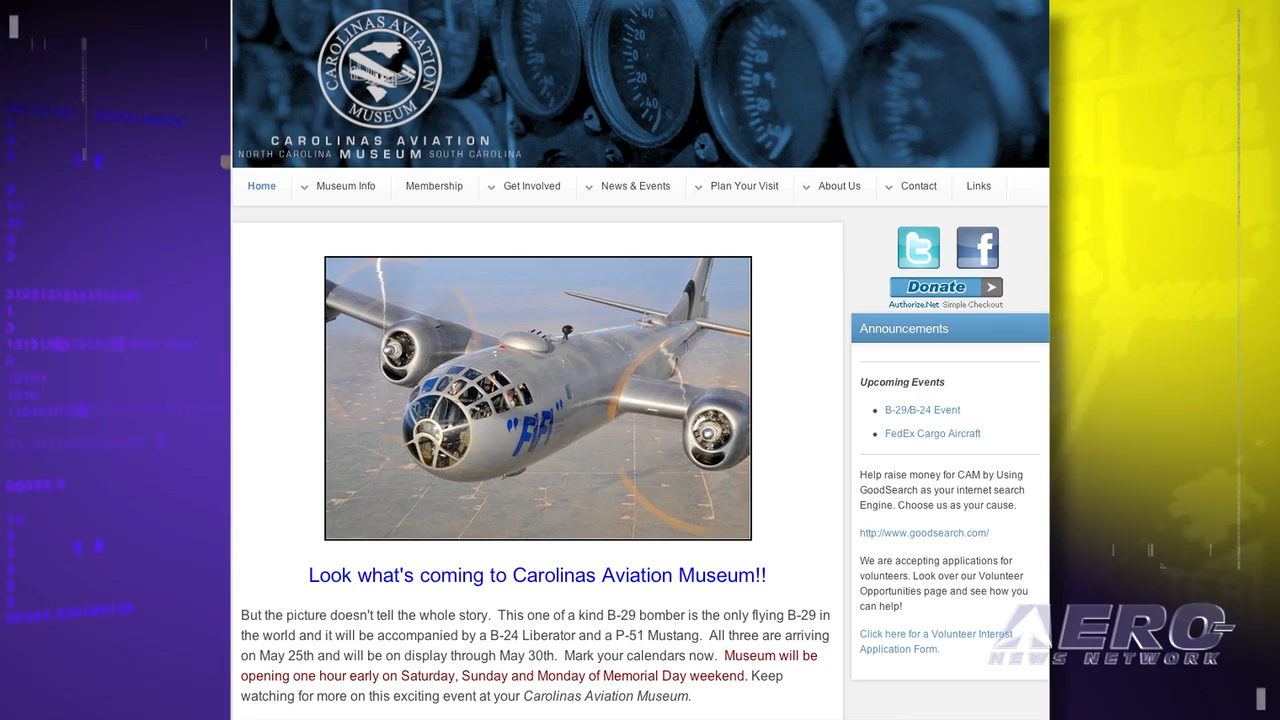 CAROLINAS AVIATION
MUSEUM
CAROLINAS AVIATION
NORTH CAROLINA MUSEUM SOUTH CAROLINA
Home Museum Info Membership Get Involved News & Events Plan Your Visit About Us Contact Links
"FIFI"
Look what's coming to Carolinas Aviation Museum!!
But the picture doesn't tell the whole story. This one of a kind B-29 bomber is the only flying B-29 in
the world and it will be accompanied by a B-24 Liberator and a P-51 Mustang. All three are arriving
on May 25th and will be on display through May 30th. Mark your calendars now. Museum will be
opening one hour early on Saturday, Sunday and Monday of Memorial Day weekend. Keep
watching for more on this exciting event at your Carolinas Aviation Museum.
Donate
Authorize.Net Simple Checkout
Announcements
Upcoming Events
B-29/B-24 Event
FedEx Cargo Aircraft
Help raise money for CAM by Using
GoodSearch as your internet search
Engine. Choose us as your cause.
http://www.goodsearch.com/
We are accepting applications for
volunteers. Look over our Volunteer
Opportunities page and see how you
can help!
Click here for a Volunteer Interest
Application Form.
AERO
NEWS NETWORK